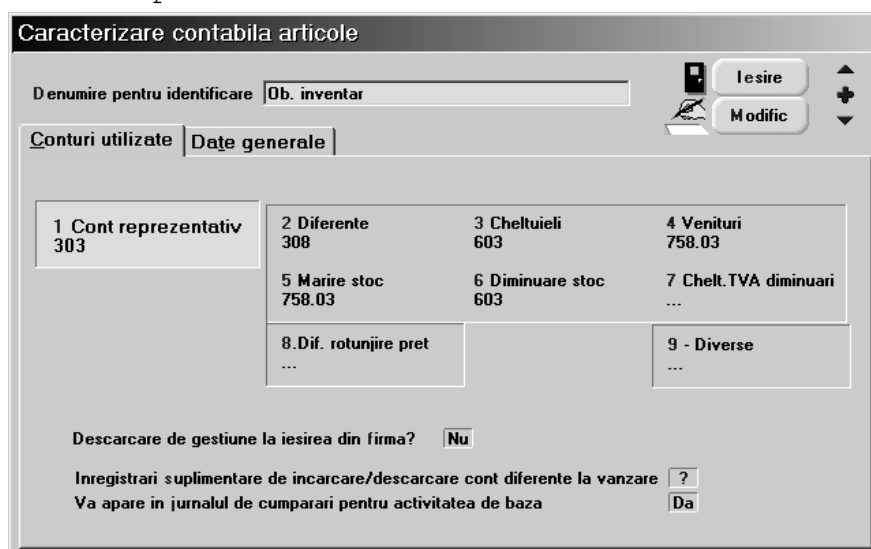 Caracterizare contabila articole
Denumire pentru identificare Ob. inventar
Iesire
Modific
Conturi utilizate Date generale
1 Cont reprezentativ
303
2 Diferente 3 Cheltuieli 4 Venituri
308 603 758.03
5 Marire stoc 6 Diminuare stoc 7 Chelt.TVA diminuari
758.03 603 ...
8.Dif. rotunjire pret 9 - Diverse
... ...
Descarcare de gestiune la iesirea din firma? Nu
Inregistrari suplimentare de incarcare/descarcare cont diferente la vanzare ?
Va apare in jurnalul de cumparari pentru activitatea de baza Da